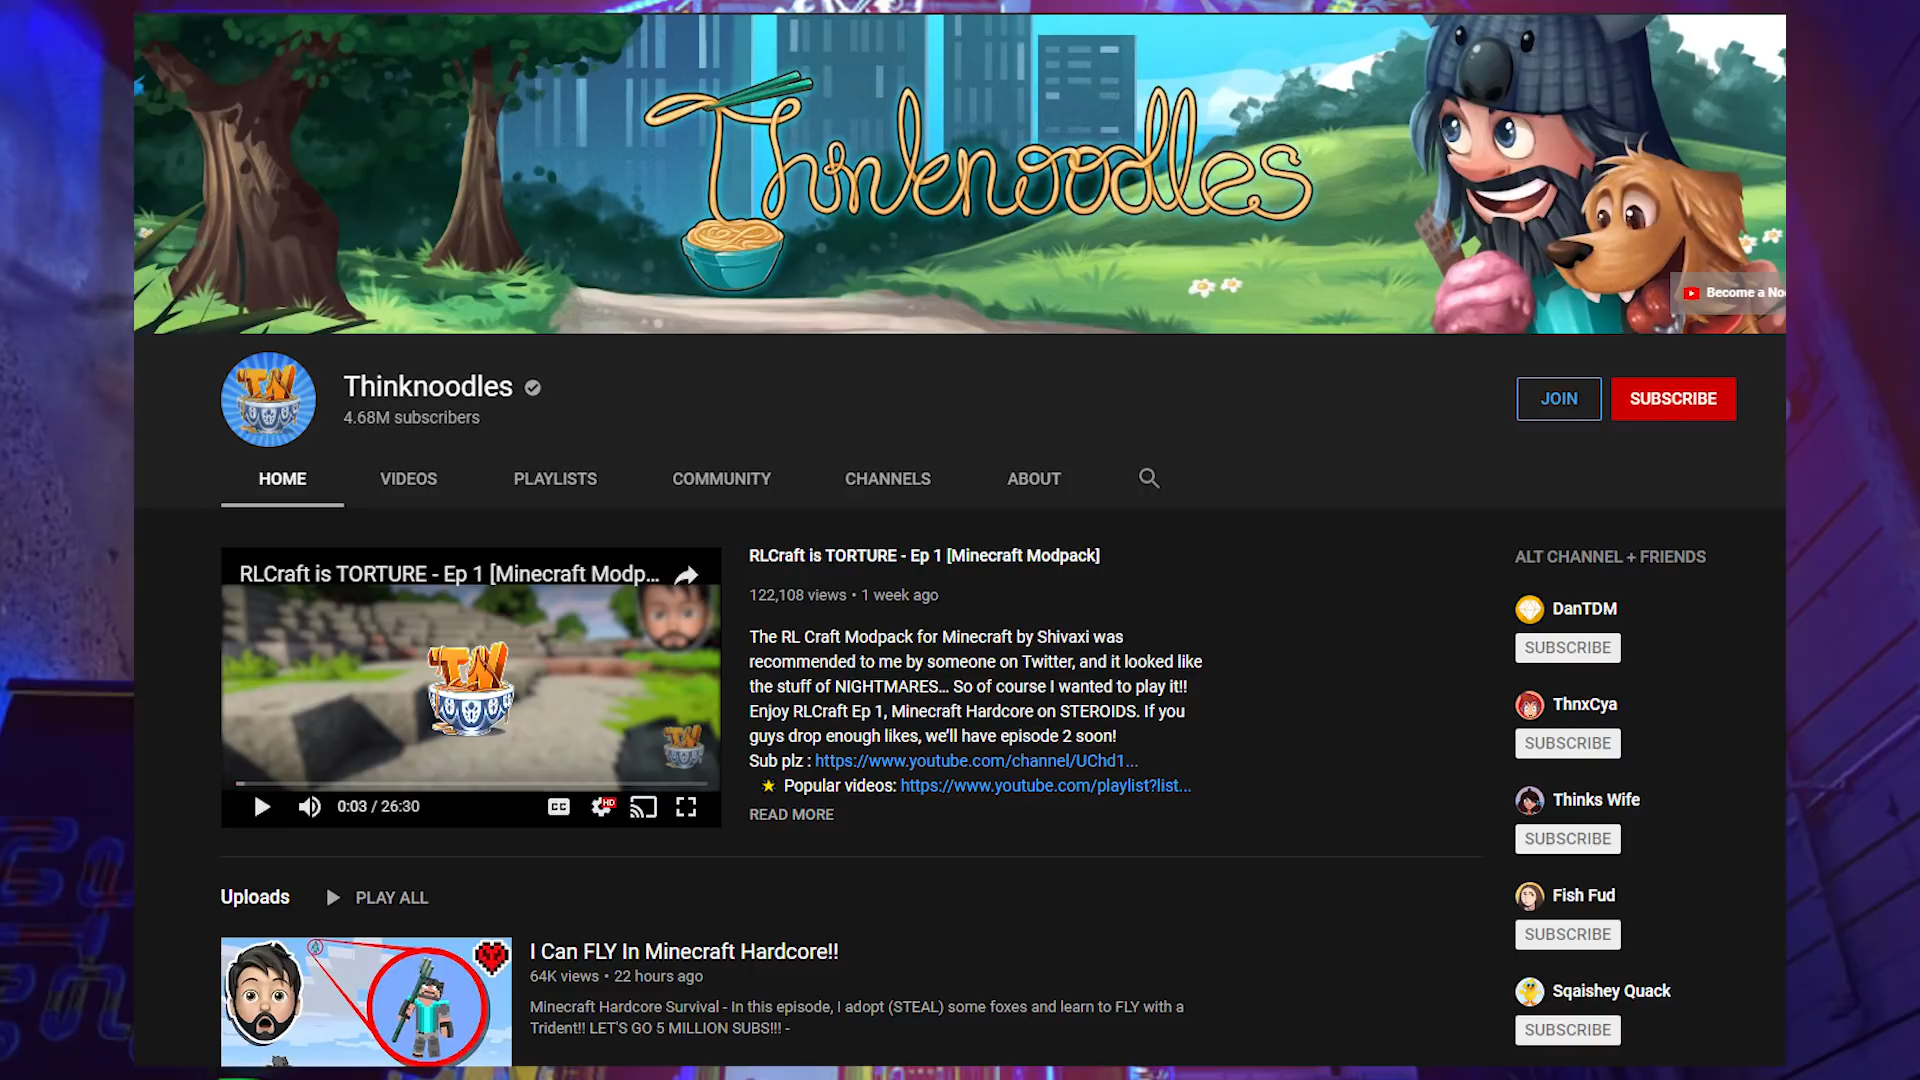 Thinknoodles
Become a Noo
Thinknoodles
4.68M subscribers
JOIN
SUBSCRIBE
HOME
VIDEOS
PLAYLISTS
COMMUNITY
CHANNELS
ABOUT
RLCraft is TORTURE - Ep 1 [Minecraft Modp...
TN
0:03 / 26:30
CC
HD
RLCraft is TORTURE - Ep 1 [Minecraft Modpack]
122,108 views • 1 week ago
The RL Craft Modpack for Minecraft by Shivaxi was
recommended to me by someone on Twitter, and it looked like
the stuff of NIGHTMARES... So of course I wanted to play it!!
Enjoy RLCraft Ep 1, Minecraft Hardcore on STEROIDS. If you
guys drop enough likes, we'll have episode 2 soon!
Sub plz : https://www.youtube.com/channel/UChd1...
★ Popular videos: https://www.youtube.com/playlist?list...
READ MORE
ALT CHANNEL + FRIENDS
DanTDM
SUBSCRIBE
ThnxCya
SUBSCRIBE
Thinks Wife
SUBSCRIBE
Fish Fud
SUBSCRIBE
Sqaishey Quack
SUBSCRIBE
Uploads
PLAY ALL
I Can FLY In Minecraft Hardcore!!
64K views • 22 hours ago
Minecraft Hardcore Survival - In this episode, I adopt (STEAL) some foxes and learn to FLY with a
Trident!! LET'S GO 5 MILLION SUBS!!! -